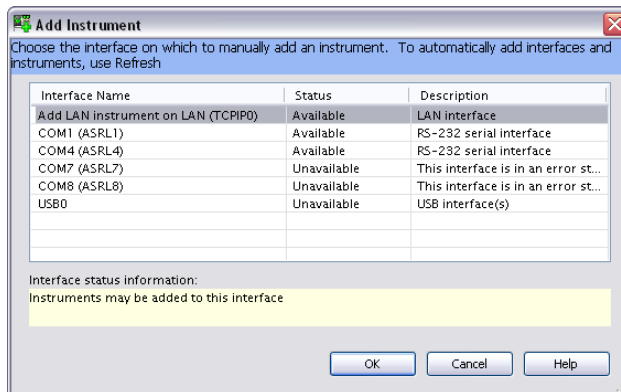 Add Instrument
Choose the interface on which to manually add an instrument. To automatically add interfaces and
instruments, use Refresh
Interface Name Status Description
Add LAN instrument on LAN (TCPIP0) Available LAN interface
COM1 (ASRL1) Available RS-232 serial interface
COM4 (ASRL4) Available RS-232 serial interface
COM7 (ASRL7) Unavailable This interface is in an error st...
COM8 (ASRL8) Unavailable This interface is in an error st...
USB0 Unavailable USB interface(s)
Interface status information:
Instruments may be added to this interface
OK Cancel Help